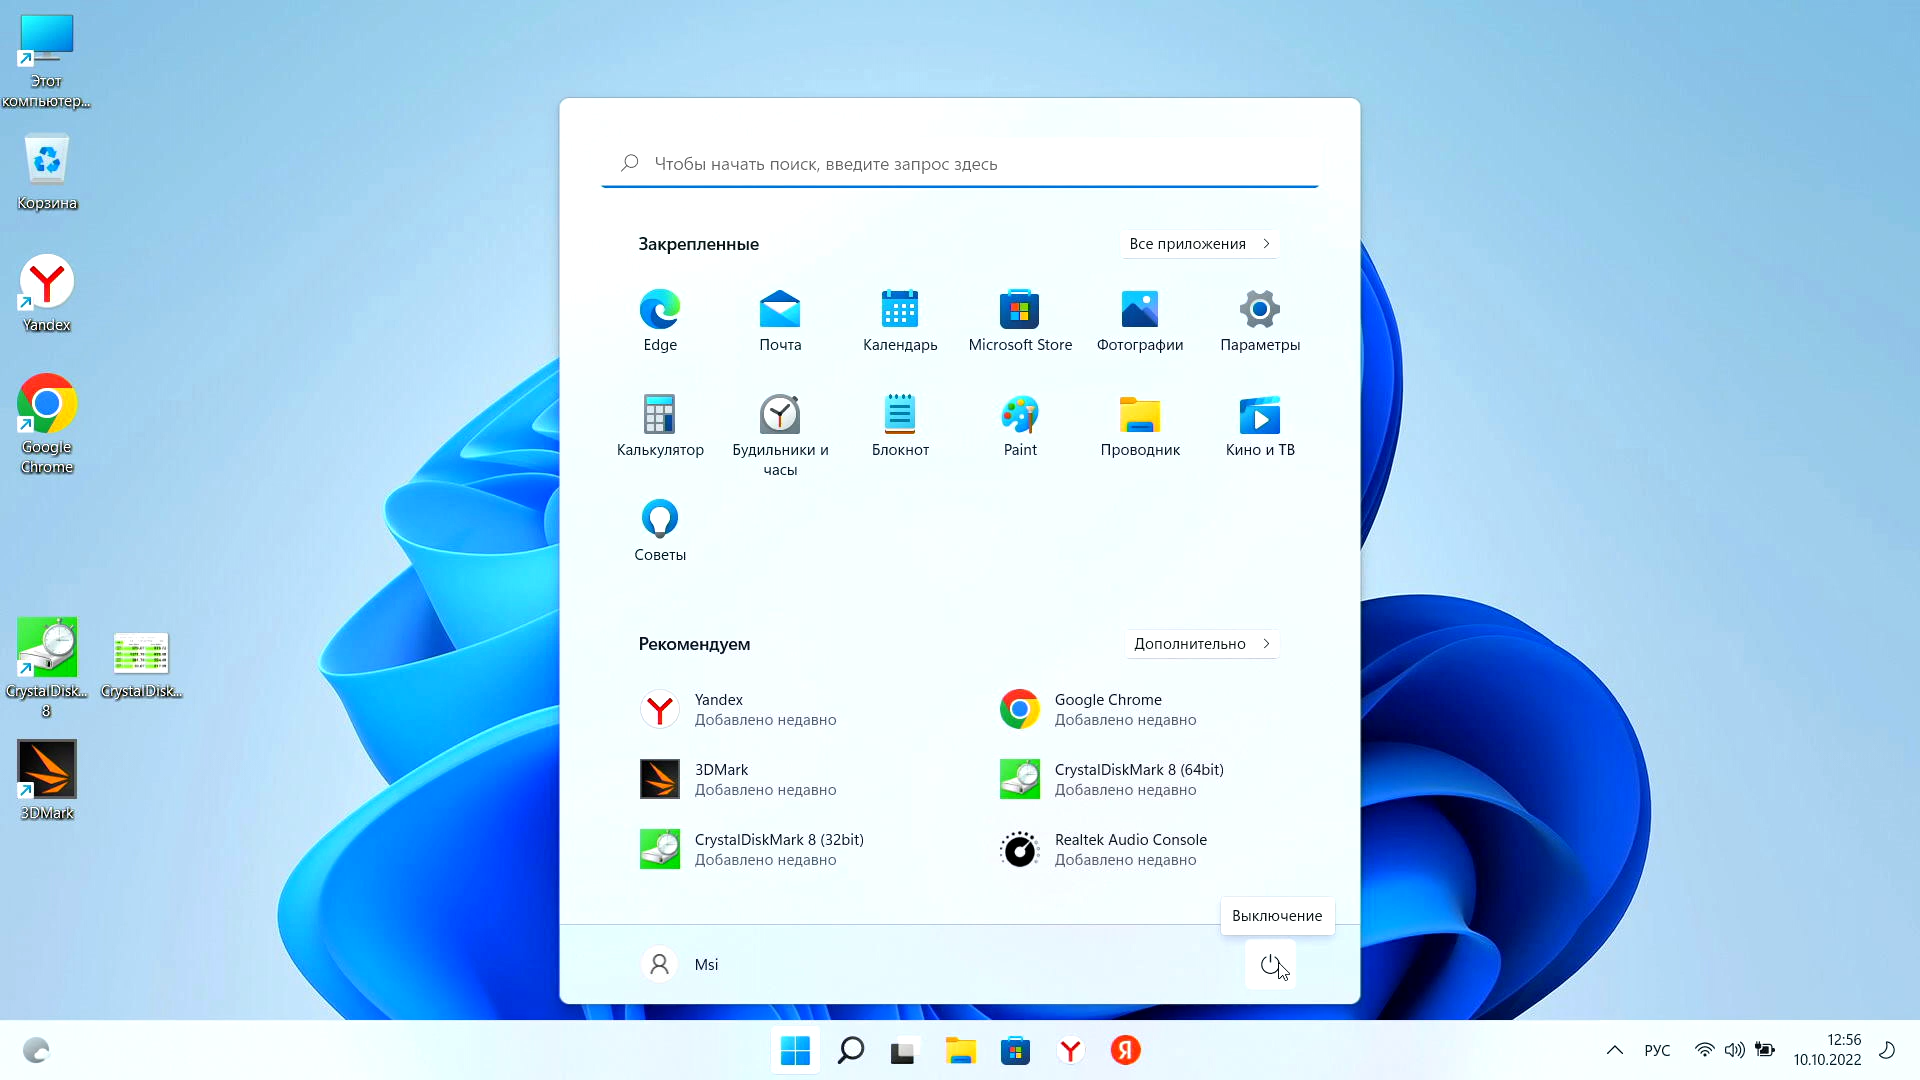 Этот
компьютер...
Корзина
Yandex
Google
Chrome
CrystalDisk...
8
CrystalDisk...
3DMark
Чтобы начать поиск, введите запрос здесь
Закрепленные
Все приложения
Edge
Почта
Календарь
Microsoft Store
Фотографии
Параметры
Калькулятор
Будильники и
часы
Блокнот
Paint
Проводник
Кино и ТВ
Советы
Рекомендуем
Дополнительно
Yandex
Добавлено недавно
Google Chrome
Добавлено недавно
3DMark
Добавлено недавно
CrystalDiskMark 8 (64bit)
Добавлено недавно
CrystalDiskMark 8 (32bit)
Добавлено недавно
Realtek Audio Console
Добавлено недавно
Выключение
Msi
РУС
12:56
10.10.2022